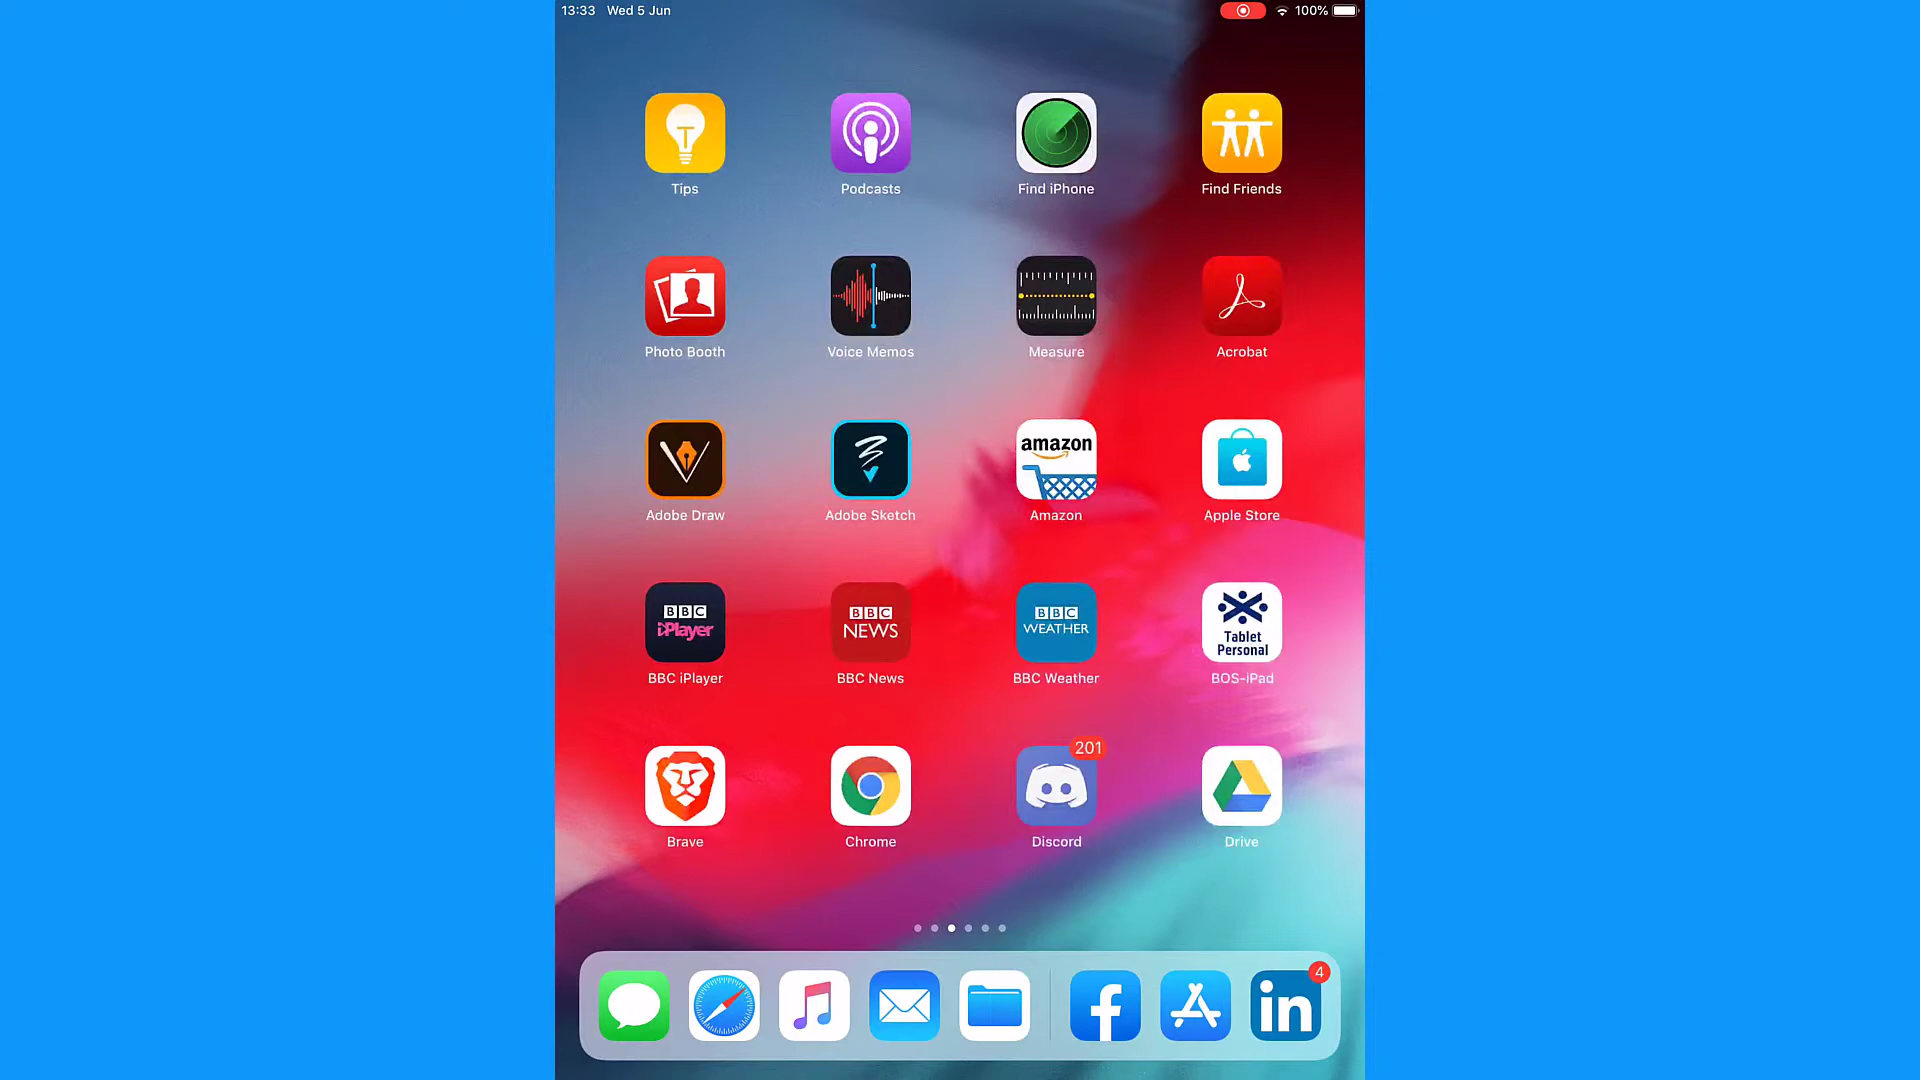 13:33 Wed 5 Jun
100%
Tips
Podcasts
Find iPhone
Find Friends
Photo Booth
Voice Memos
Measure
Acrobat
amazon
Adobe Draw
Adobe Sketch
Amazon
Apple Store
BBC
iPlayer
BBC
NEWS
BBC
WEATHER
Tablet
Personal
BBC iPlayer
BBC News
BBC Weather
BOS-iPad
201
Brave
Chrome
Discord
Drive
4
in